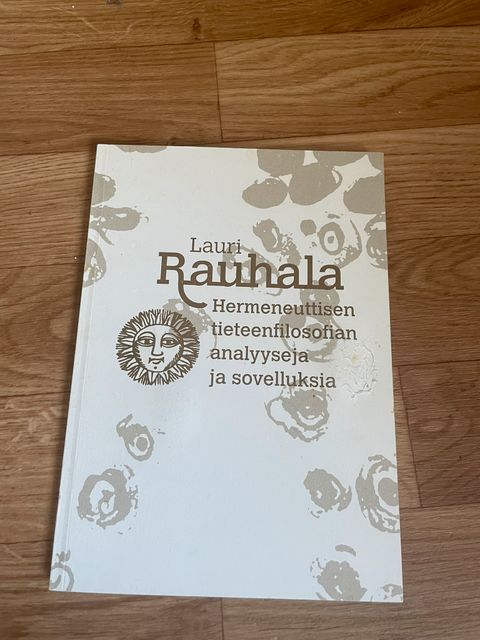 Lauri
Rauhala
Hermeneuttisen
tieteenfilosofian
analyyseja
ja sovelluksia